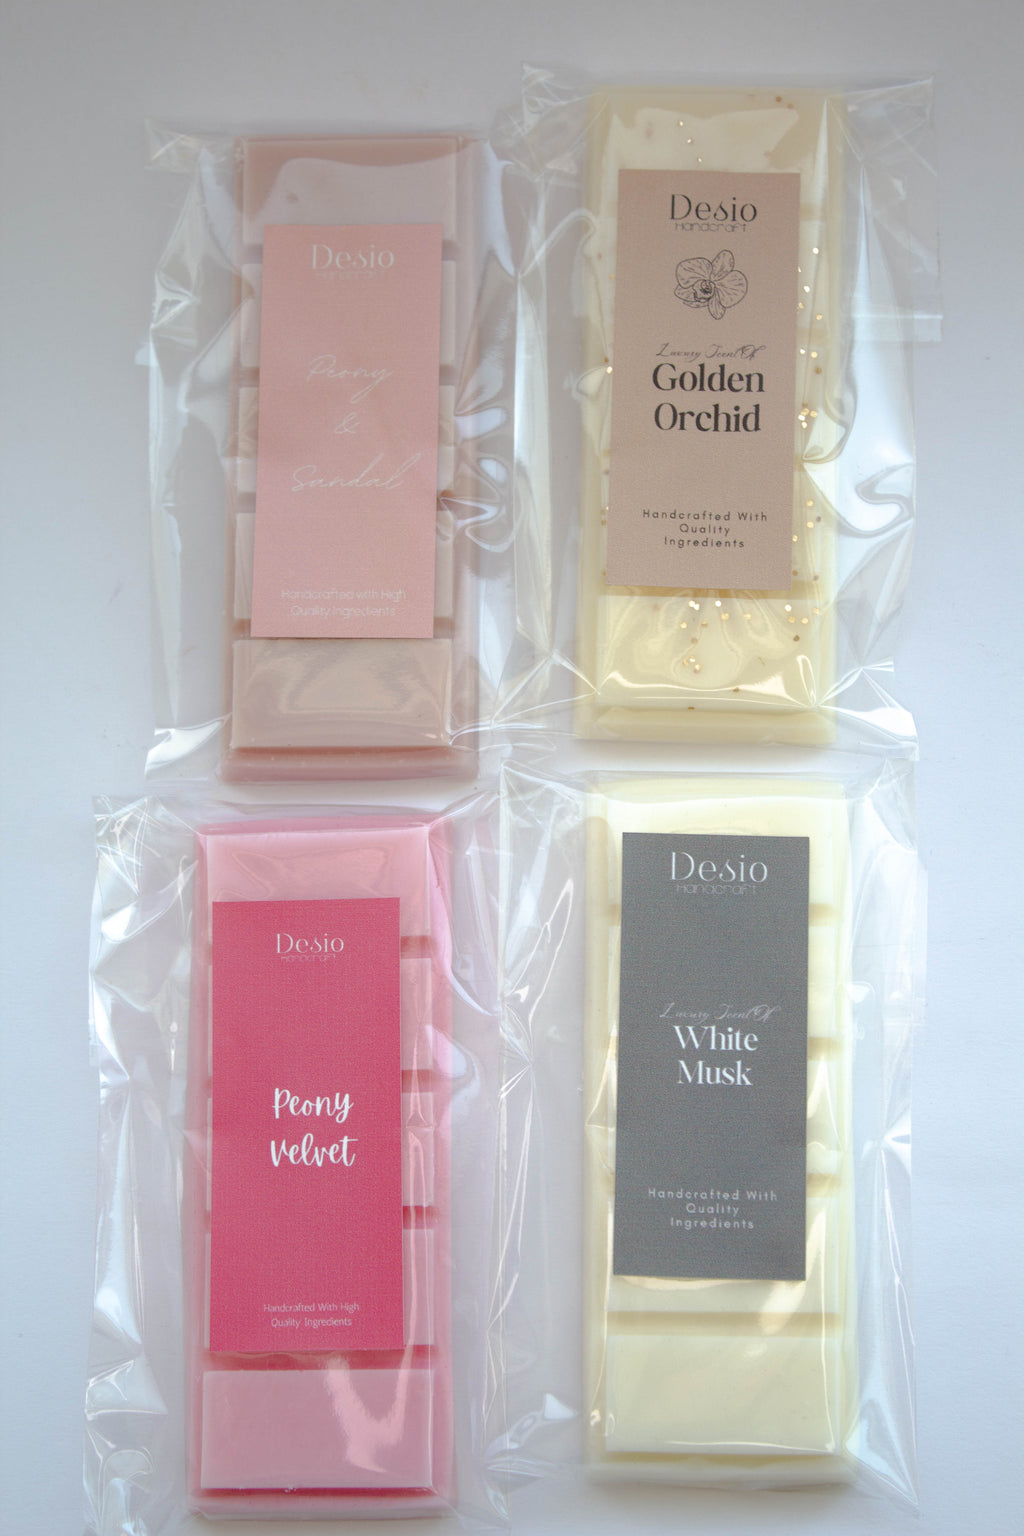 Desio
Handcraft
Peony
&
Sandal
Handcrafted with High
Quality Ingredients
Desio
Handcraft
Luxury Scent Of
Golden
Orchid
Handcrafted With
Quality
Ingredients
Desio
Handcraft
Peony
Velvet
Handcrafted With High
Quality Ingredients
Desio
Handcraft
Luxury Scent Of
White
Musk
Handcrafted With
Quality
Ingredients